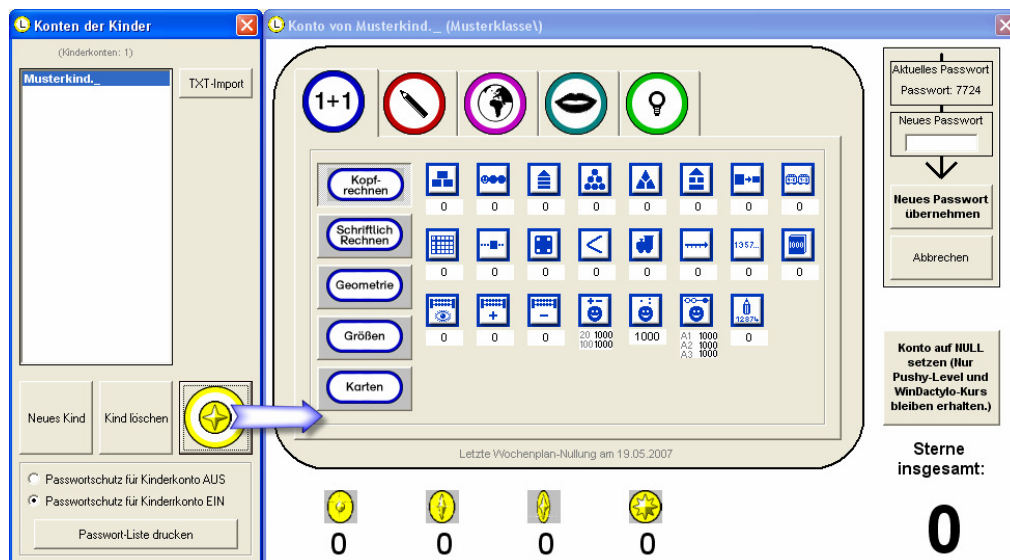 Konten der Kinder
(Kinderkonten: 1)
Musterkind._
TXT-Import
Neues Kind
Kind löschen
Passwortschutz für Kinderkonto AUS
Passwortschutz für Kinderrkonto EIN
Passwort-Liste drucken
Konto von Musterkind._ (Musterklasse\)
1+1
Kopf-
rechnen
Schriftlich
Rechnen
Geometrie
Größen
Karten
0 0 0 0 0 0 0 0
1357... 1000
0 0 0 0 0 0 0 0
+ - + - 12874
0 0 0 20 1000 1000 A1 1000 0
100 1000 A2 1000
A3 1000
Letzte Wochenplan-Nullung am 19.05.2007
0 0 0 0
Aktuelles Passwort
Passwort: 7724
Neues Passwort
Neues Passwort
übernehmen
Abbrechen
Konto auf NULL
setzen (Nur
Pushy-Level und
WinDactylo-Kurs
bleiben erhalten.)
Sterne
insgesamt:
0